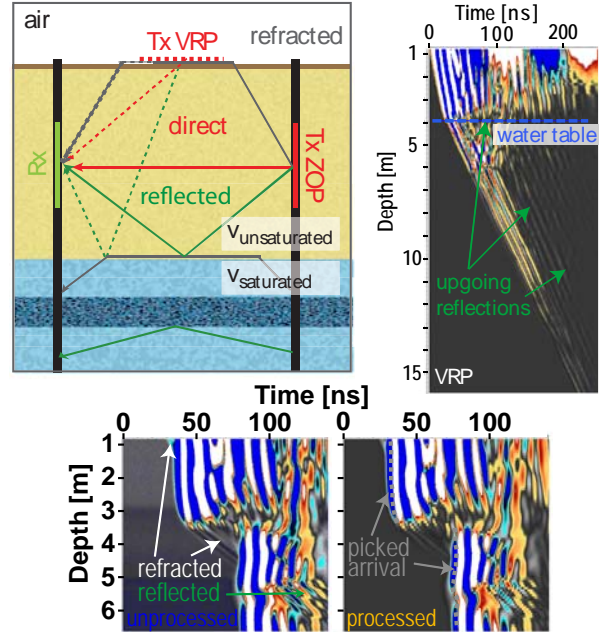 air
Tx VRP
refracted
direct
Rx
Tx ZOP
reflected
Vunsaturated
Vsaturated
Time [ns]
0 100 200
1
5
10
15
Depth [m]
water table
upgoing
reflections
VRP
Time [ns]
0 50 100 0 50 100
1
2
3
4
5
6
Depth [m]
refracted
reflected
unprocessed
picked
arrival
processed